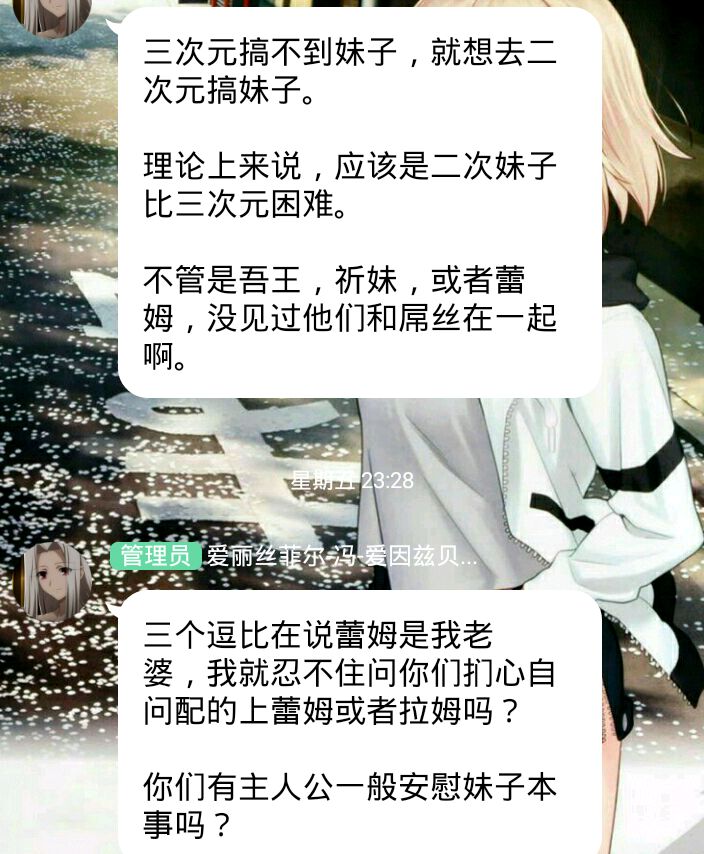 三次元搞不到妹子，就想去二
次元搞妹子。
理论上来说，应该是二次妹子
比三次元困难。
不管是吾王，祈妹，或者蕾
姆，没见过他们和屌丝在一起
啊。
星期五 23:28
管理员 爱丽丝菲尔-冯·爱因兹贝...
三个逗比在说蕾姆是我老
婆，我就忍不住问你们扪心自
问配的上蕾姆或者拉姆吗？
你们有主人公一般安慰妹子本
事吗？